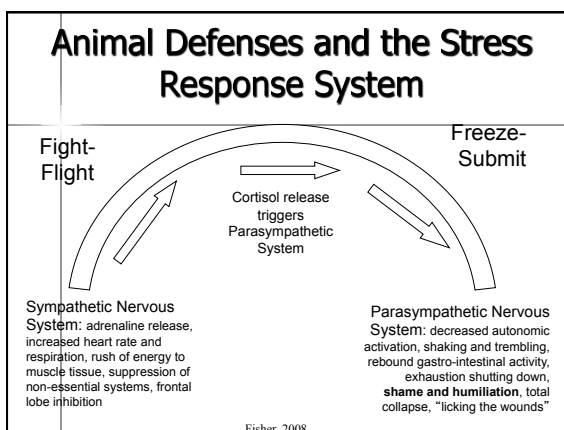 Animal Defenses and the Stress
Response System
Fight-
Flight
Freeze-
Submit
Cortisol release
triggers
Parasympathetic
System
Sympathetic Nervous
System: adrenaline release,
increased heart rate and
respiration, rush of energy to
muscle tissue, suppression of
non-essential systems, frontal
lobe inhibition
Parasympathetic Nervous
System: decreased autonomic
activation, shaking and trembling,
rebound gastro-intestinal activity,
exhaustion shutting down,
shame and humiliation, total
collapse, “licking the wounds”
Fisher, 2008